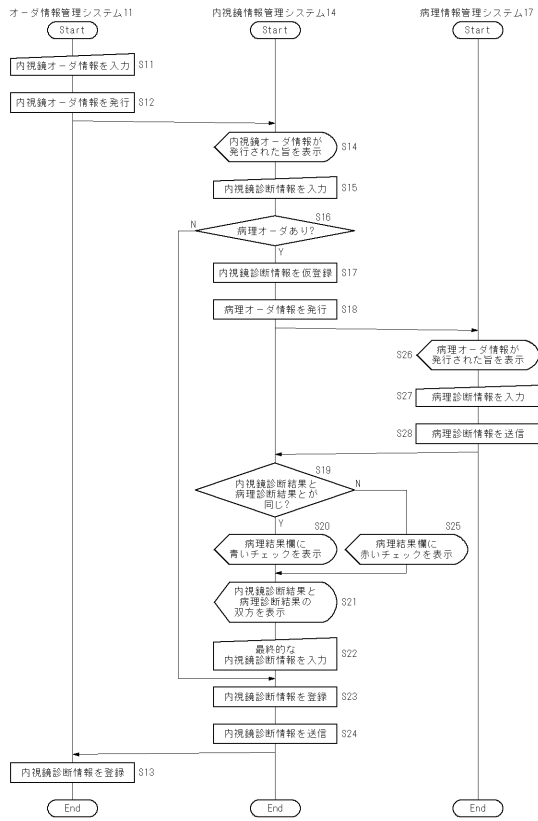 オーダ情報管理システム11
内視鏡情報管理システム14
病理情報管理システム17
Start
Start
Start
内視鏡オーダ情報を入力
S11
内視鏡オーダ情報を発行
S12
内視鏡オーダ情報が
発行された旨を表示
S14
内視鏡診断情報を入力
S15
S16
病理オーダあり?
N
Y
内視鏡診断情報を仮登録
S17
病理オーダ情報を発行
S18
S26
病理オーダ情報が
発行された旨を表示
S27
病理診断情報を入力
S28
病理診断情報を送信
S19
内視鏡診断結果と
病理診断結果とが
同じ?
N
Y
S20
病理結果欄に
青いチェックを表示
S25
病理結果欄に
赤いチェックを表示
内視鏡診断結果と
病理診断結果の
双方を表示
S21
最終的な
内視鏡診断情報を入力
S22
内視鏡診断情報を登録
S23
内視鏡診断情報を送信
S24
内視鏡診断情報を登録
S13
End
End
End